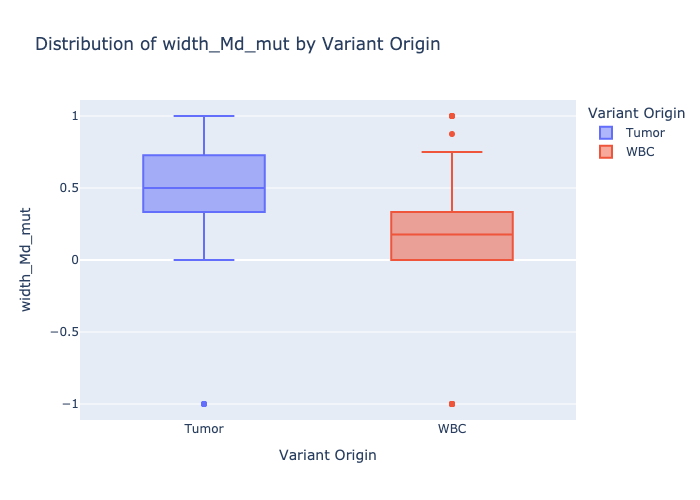 Distribution of width_Md_mut by Variant Origin
Variant Origin
Tumor
WBC
width_Md_mut
1
0.5
0
−0.5
−1
Tumor
WBC
Variant Origin